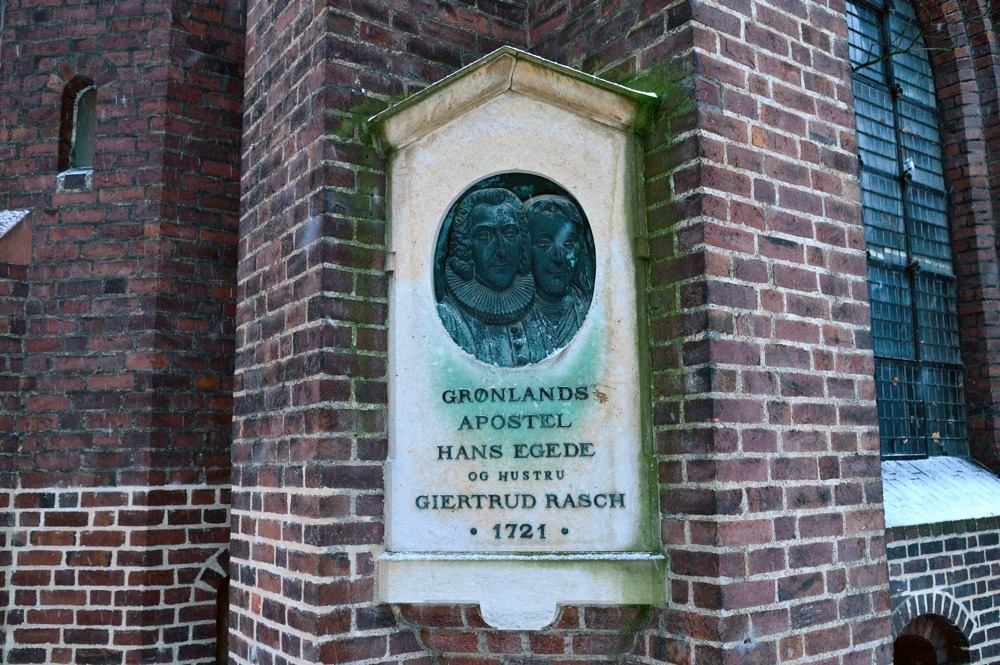 GRØNLANDS
APOSTEL
HANS EGEDE
OG HUSTRU
GIERTRUD RASCH
• 1721 •